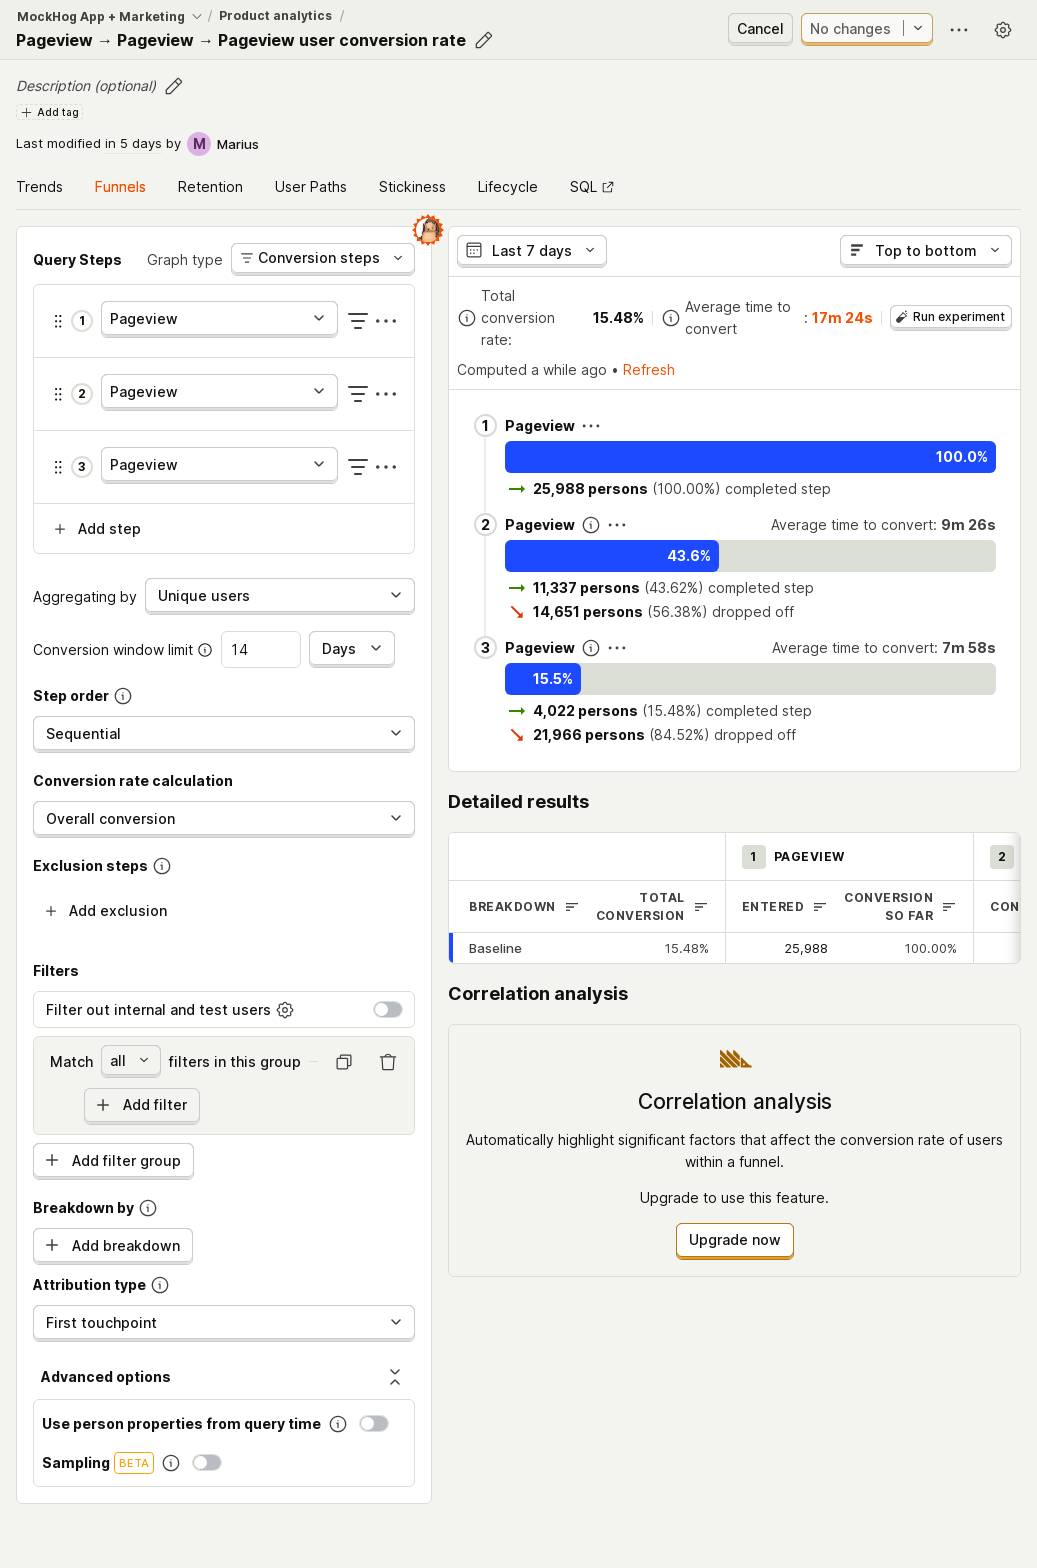 MockHog App + Marketing / Product analytics /
Pageview → Pageview → Pageview user conversion rate
Cancel
No changes
Description (optional)
Add tag
Last modified in 5 days by M Marius
Trends Funnels Retention User Paths Stickiness Lifecycle SQL
Query Steps Graph type Conversion steps
1 Pageview
2 Pageview
3 Pageview
Add step
Aggregating by Unique users
Conversion window limit 14 Days
Step order
Sequential
Conversion rate calculation
Overall conversion
Exclusion steps
Add exclusion
Filters
Filter out internal and test users
Match all filters in this group
Add filter
Add filter group
Breakdown by
Add breakdown
Attribution type
First touchpoint
Advanced options
Use person properties from query time
Sampling BETA
Last 7 days
Top to bottom
Total
conversion
rate:
15.48%
Average time to
convert
: 17m 24s
Run experiment
Computed a while ago • Refresh
1 Pageview
100.0%
25,988 persons (100.00%) completed step
2 Pageview Average time to convert: 9m 26s
43.6%
11,337 persons (43.62%) completed step
14,651 persons (56.38%) dropped off
3 Pageview Average time to convert: 7m 58s
15.5%
4,022 persons (15.48%) completed step
21,966 persons (84.52%) dropped off
Detailed results
1 PAGEVIEW 2
BREAKDOWN
TOTAL
CONVERSION
ENTERED
CONVERSION
SO FAR
CON
Baseline 15.48% 25,988 100.00%
Correlation analysis
Correlation analysis
Automatically highlight significant factors that affect the conversion rate of users
within a funnel.
Upgrade to use this feature.
Upgrade now